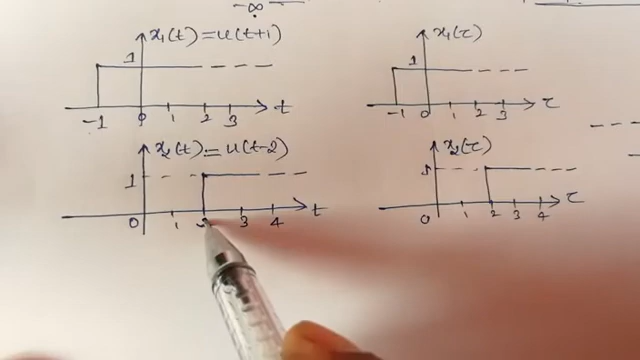 -∞
x₁(t) = u(t+1)
1
-1 0 1 2 3 t
x₁(τ)
1
-1 0 1 2 3 τ
x₂(t) = u(t-2)
1
0 1 2 3 4 t
x₂(τ)
0 1 2 3 4 τ